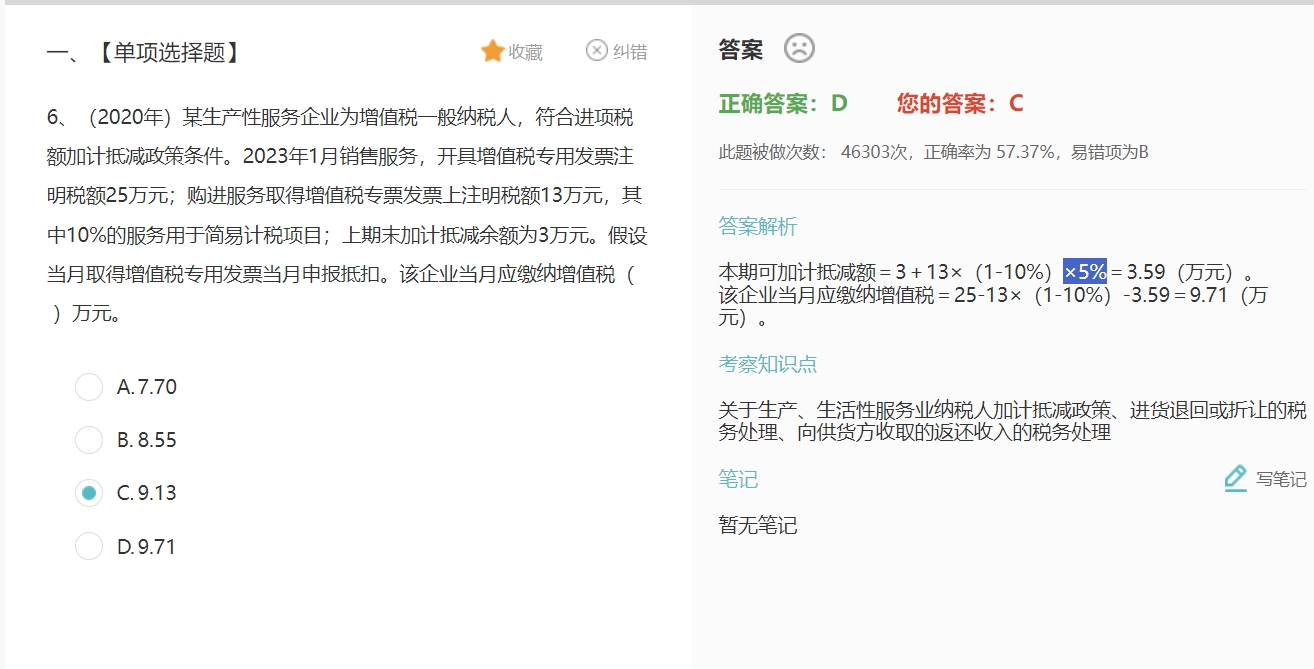 一、【单项选择题】
收藏
纠错
6、（2020年）某生产性服务企业为增值税一般纳税人，符合进项税
额加计抵减政策条件。2023年1月销售服务，开具增值税专用发票注
明税额25万元；购进服务取得增值税专票发票上注明税额13万元，其
中10%的服务用于简易计税项目；上期末加计抵减余额为3万元。假设
当月取得增值税专用发票当月申报抵扣。该企业当月应缴纳增值税（
）万元。
A. 7.70
B. 8.55
C. 9.13
D. 9.71
答案
正确答案：D 您的答案：C
此题被做次数： 46303次，正确率为 57.37%，易错项为B
答案解析
本期可加计抵减额＝3＋13×（1-10%）×5%＝3.59（万元）。
该企业当月应缴纳增值税＝25-13×（1-10%）-3.59＝9.71（万
元）。
考察知识点
关于生产、生活性服务业纳税人加计抵减政策、进货退回或折让的税
务处理、向供货方收取的返还收入的税务处理
笔记
写笔记
暂无笔记